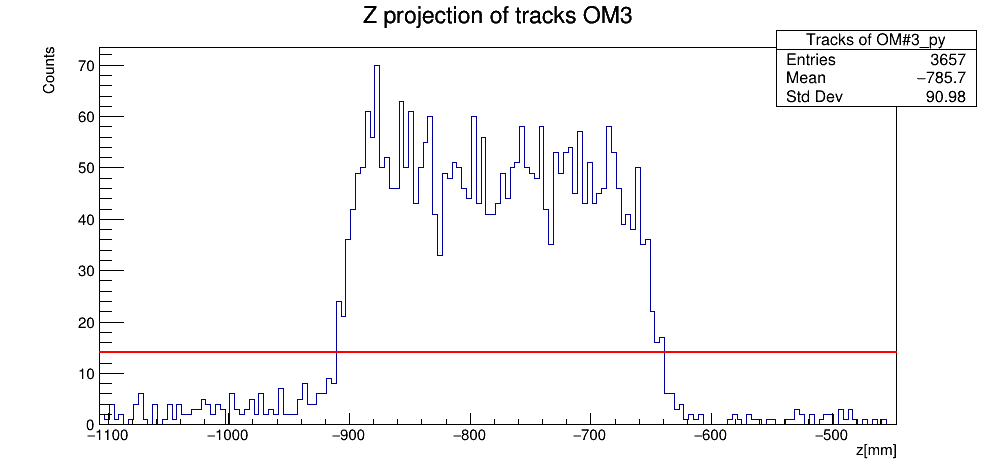 Z projection of tracks OM3
Tracks of OM#3_py
Entries 3657
Mean −785.7
Std Dev 90.98
Counts
70
60
50
40
30
20
10
0
−1100 −1000 −900 −800 −700 −600 −500
z[mm]